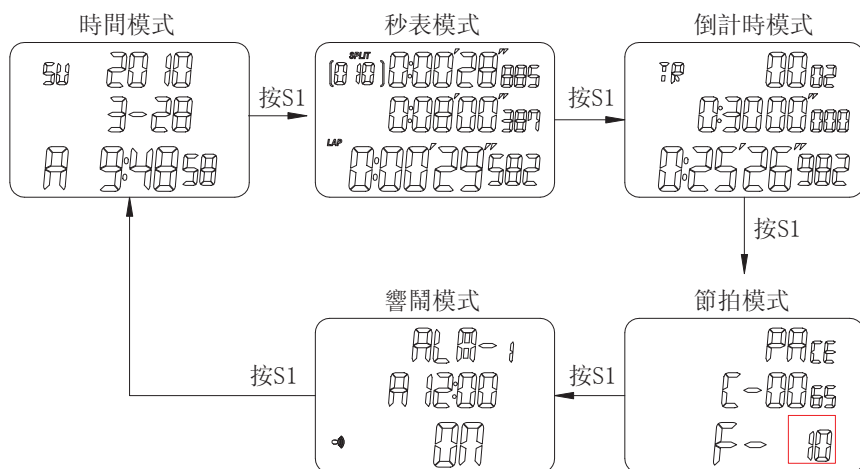 時間模式
秒表模式
倒計時模式
SU 2010
3-28
A 9:48 58
按S1
SPLIT
[010] 0:00'28"885
0:08'00"387
LAP
0:00'29"582
按S1
TR 00 02
0:30'00"000
0:25'26"982
按S1
響鬧模式
節拍模式
ALA-1
A 12:00
ON
按S1
按S1
PACE
C-0065
F- 10